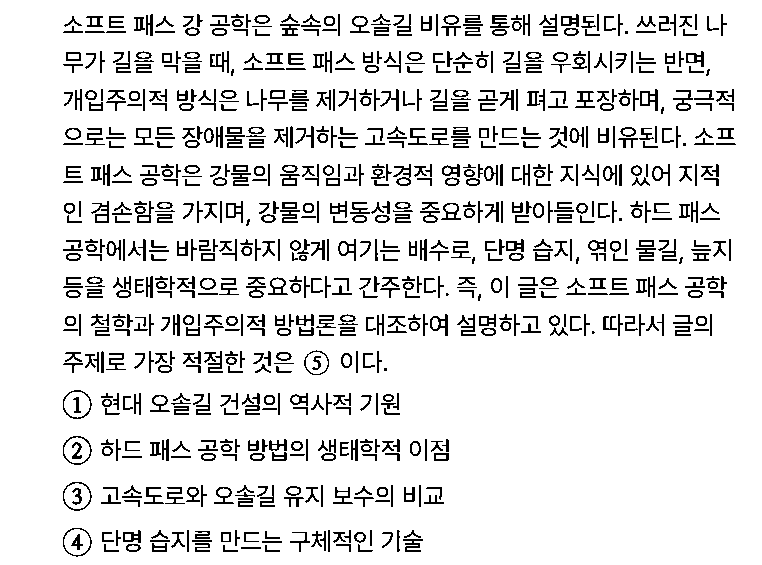 소프트 패스 강 공학은 숲속의 오솔길 비유를 통해 설명된다. 쓰러진 나
무가 길을 막을 때, 소프트 패스 방식은 단순히 길을 우회시키는 반면,
개입주의적 방식은 나무를 제거하거나 길을 곧게 펴고 포장하며, 궁극적
으로는 모든 장애물을 제거하는 고속도로를 만드는 것에 비유된다. 소프
트 패스 공학은 강물의 움직임과 환경적 영향에 대한 지식에 있어 지적
인 겸손함을 가지며, 강물의 변동성을 중요하게 받아들인다. 하드 패스
공학에서는 바람직하지 않게 여기는 배수로, 단명 습지, 엮인 물길, 늪지
등을 생태학적으로 중요하다고 간주한다. 즉, 이 글은 소프트 패스 공학
의 철학과 개입주의적 방법론을 대조하여 설명하고 있다. 따라서 글의
주제로 가장 적절한 것은 ⑤ 이다.
① 현대 오솔길 건설의 역사적 기원
② 하드 패스 공학 방법의 생태학적 이점
③ 고속도로와 오솔길 유지 보수의 비교
④ 단명 습지를 만드는 구체적인 기술